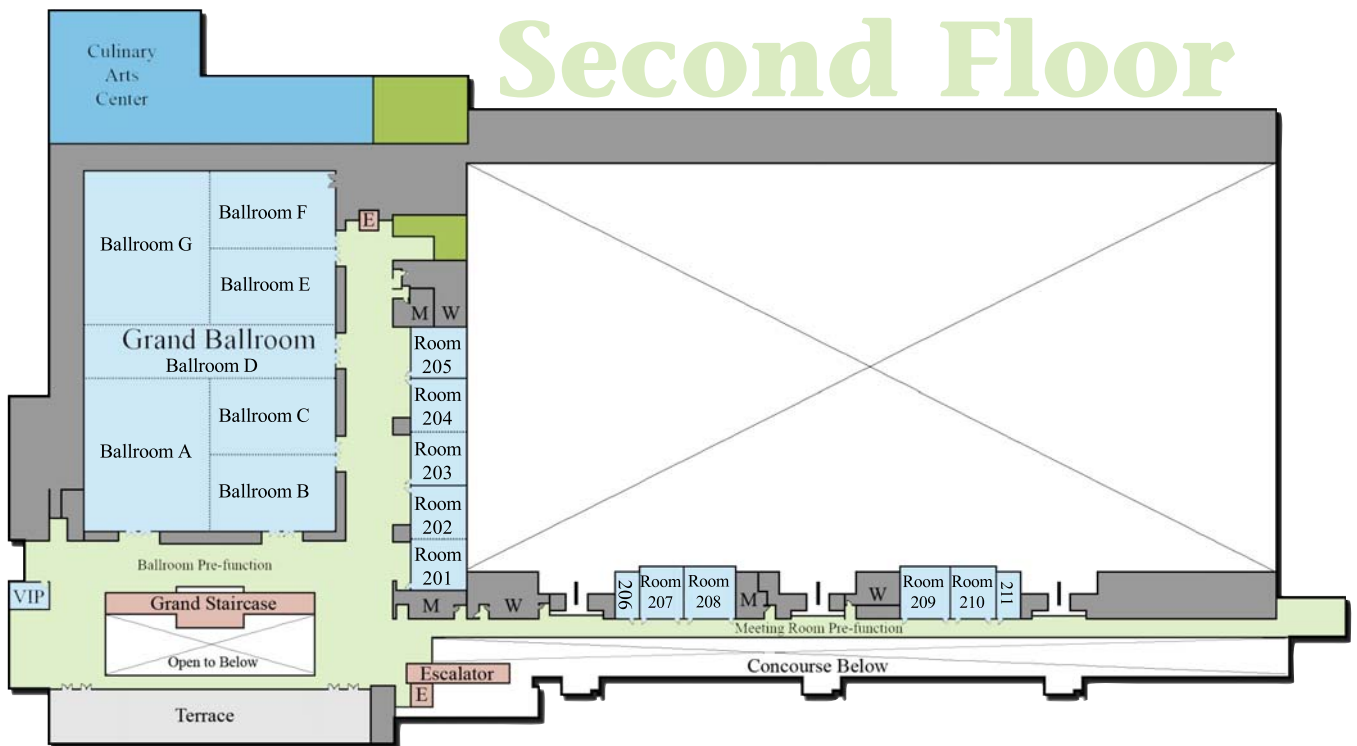 Second Floor
Culinary
Arts
Center
Ballroom F
Ballroom G
Ballroom E
E
M
W
Grand Ballroom
Ballroom D
Room
205
Ballroom C
Room
204
Ballroom A
Room
203
Ballroom B
Room
202
Room
201
Ballroom Pre-function
VIP
Grand Staircase
Open to Below
M
W
206
Room
207
Room
208
M
W
Room
209
Room
210
211
Meeting Room Pre-function
Concourse Below
Escalator
E
Terrace